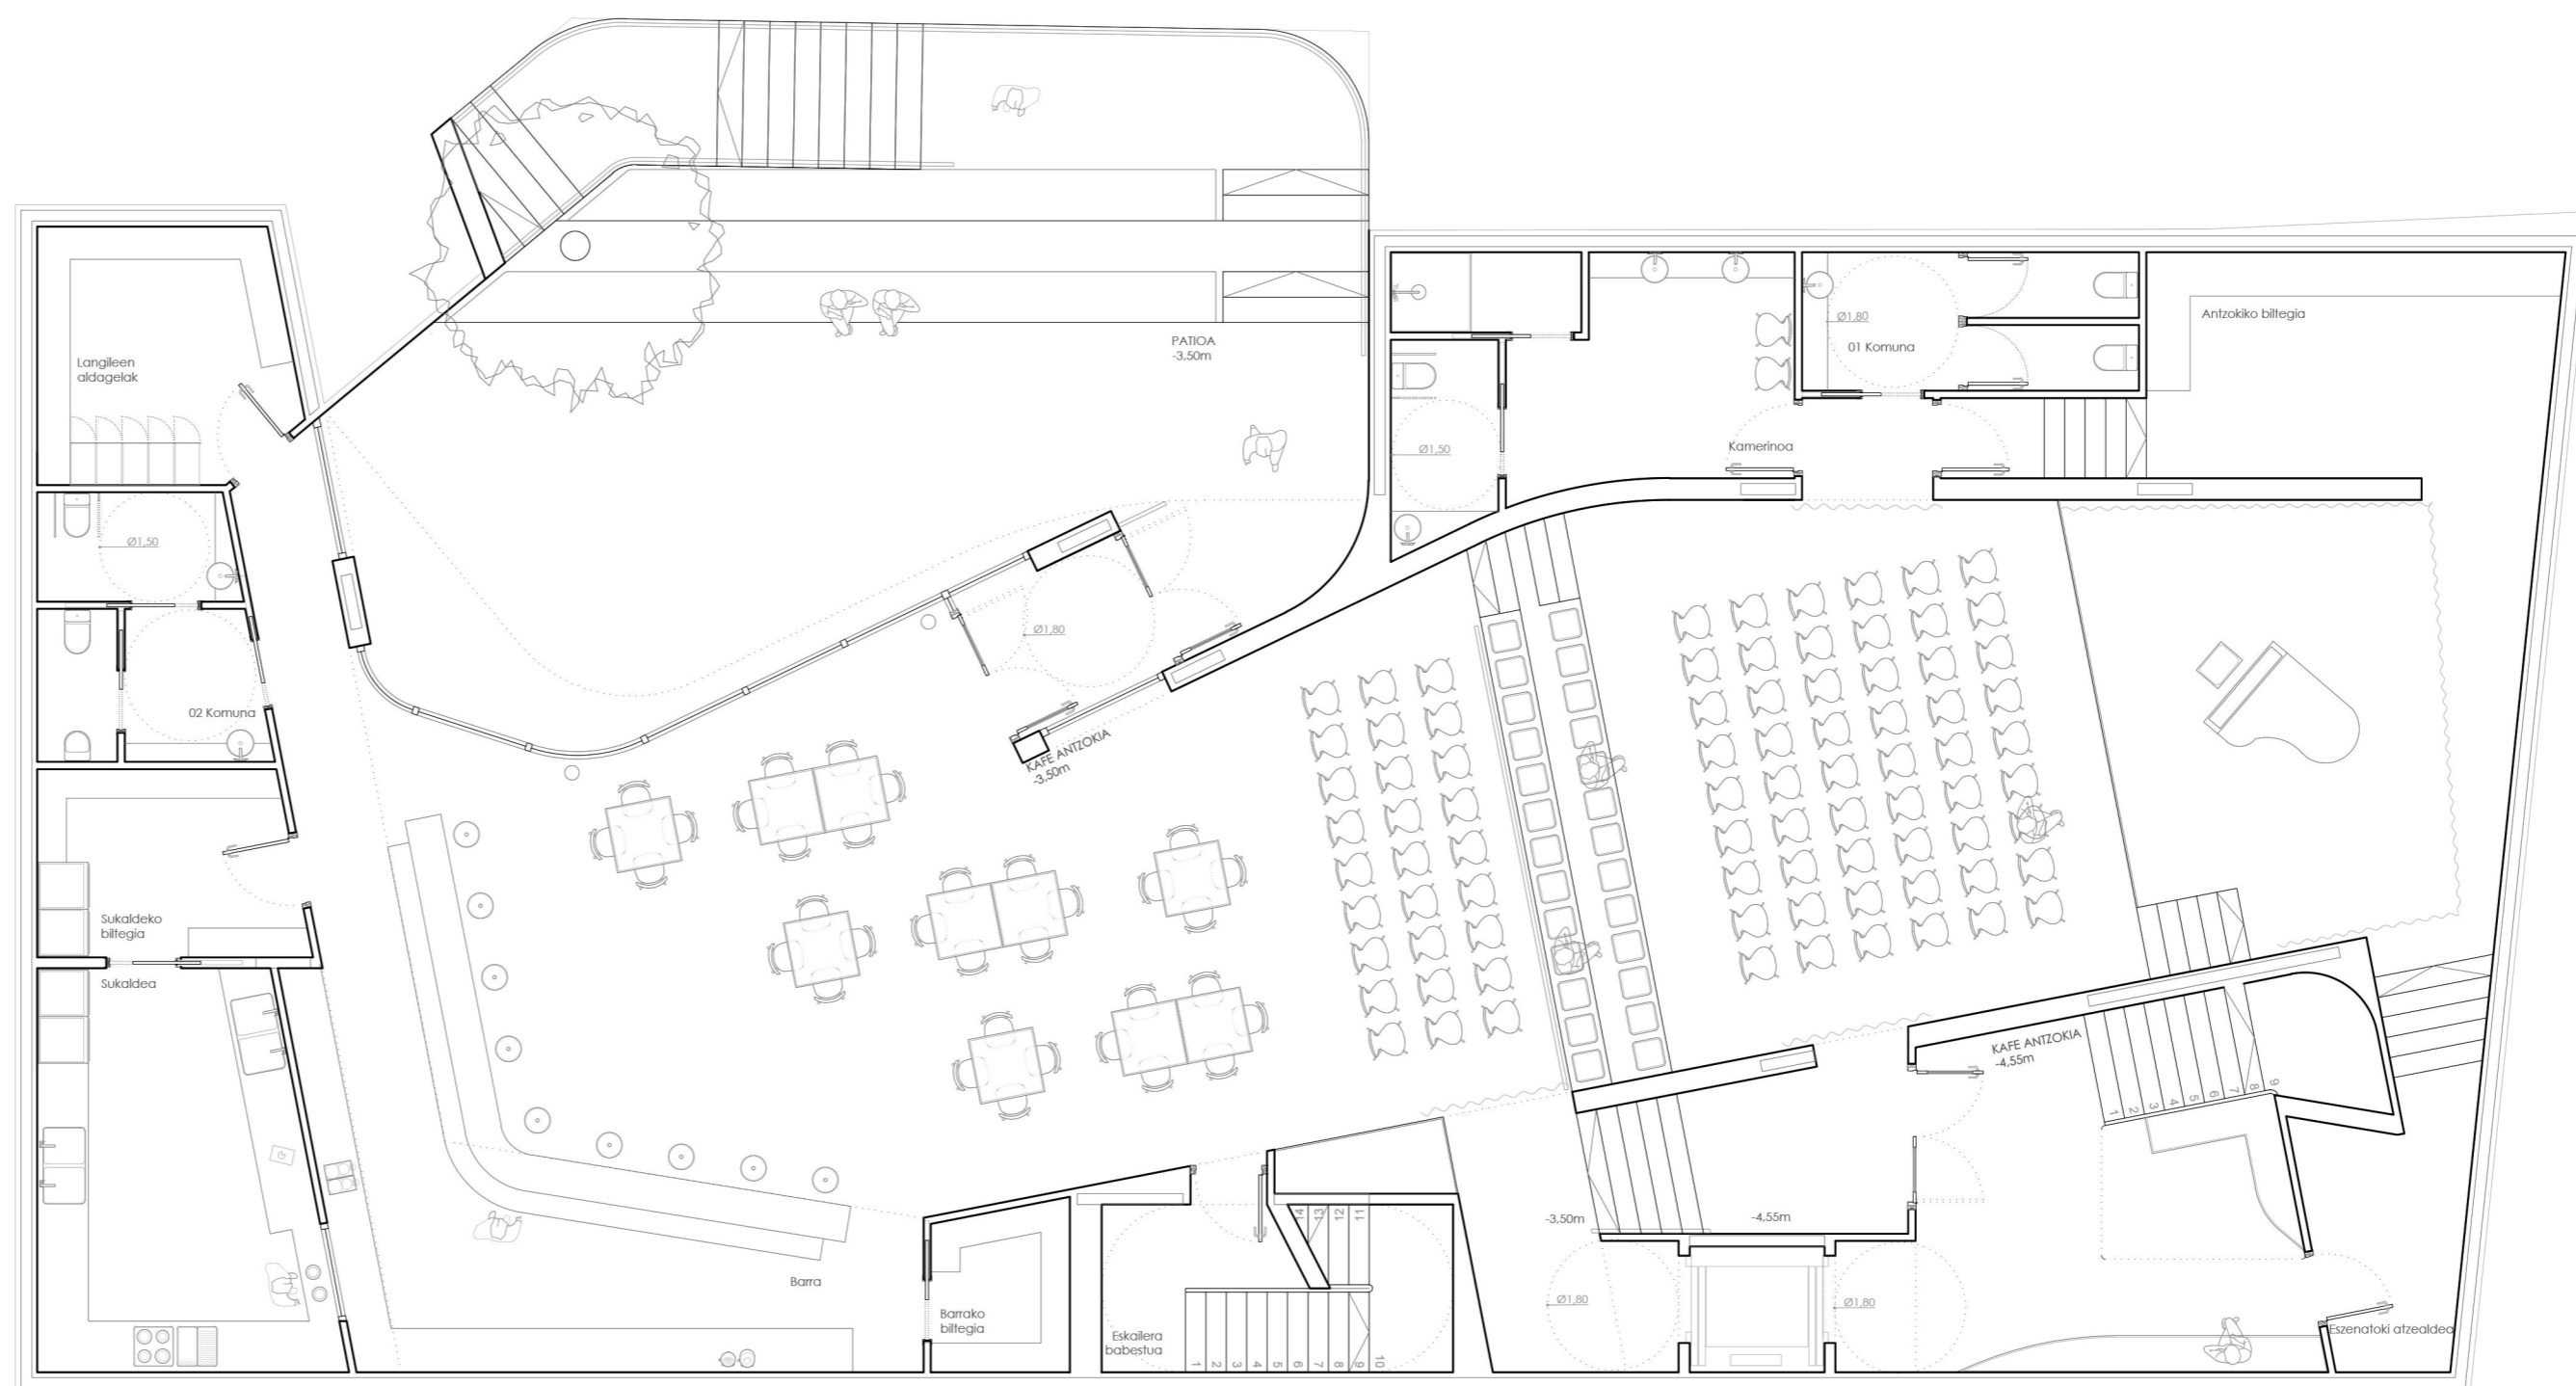 PATIOA
-3,50m
Antzokiko biltegia
Ø1,80
01 Komuna
Langileen
aldagelak
Kamerinoa
Ø1,50
Ø1,50
Ø1,80
02 Komuna
KAFE ANTZOKIA
-3,50m
Sukaldeko
biltegia
Sukaldea
KAFE ANTZOKIA
-4,55m
1 2 3 4 5 6 7 8 9
-3,50m
-4,55m
14 13 12 11
Barra
Barrako
biltegia
Ø1,80
Ø1,80
Eskailera
babestua
1 2 3 4 5 6 7 8 9 10
Eszenatoki atzealdea